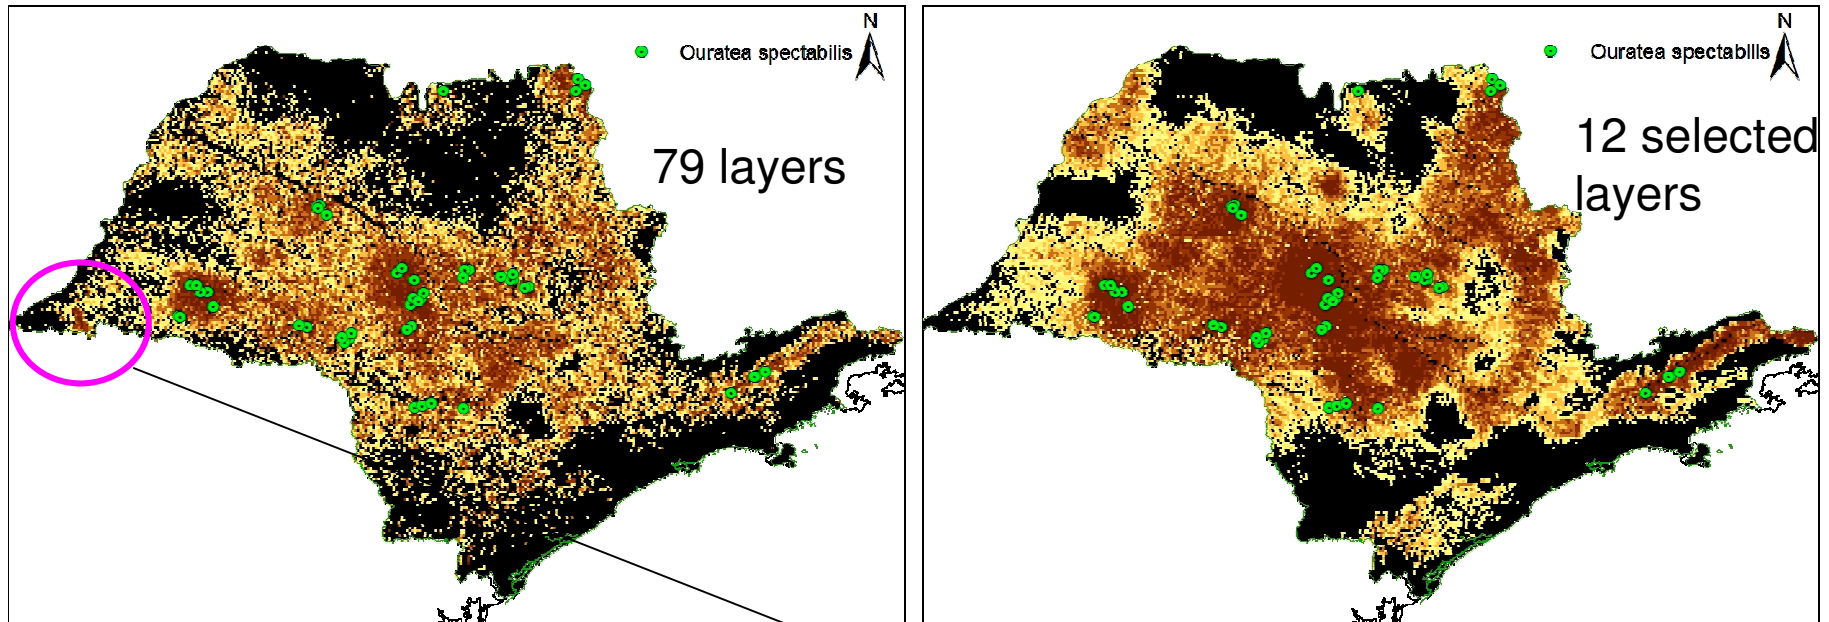 N
Ouratea spectabilis
79 layers
N
Ouratea spectabilis
12 selected
layers